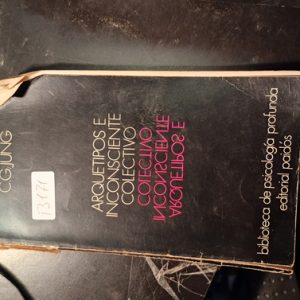 C.G.JUNG
ARQUETIPOS E
INCONSCIENTE
COLECTIVO
COLECTIVO
INCONSCIENTE
ARQUETIPOS E
biblioteca de psicología profunda
editorial paidós